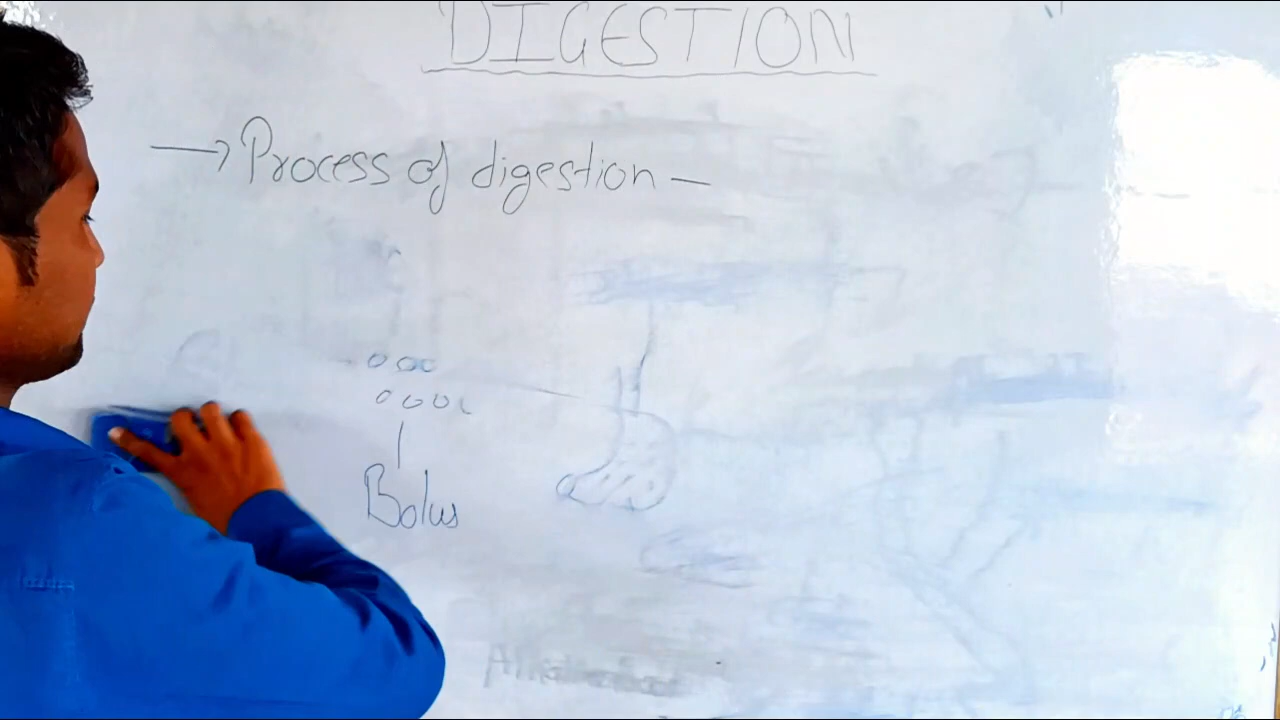 DIGESTION
→ Process of digestion –
Bolus